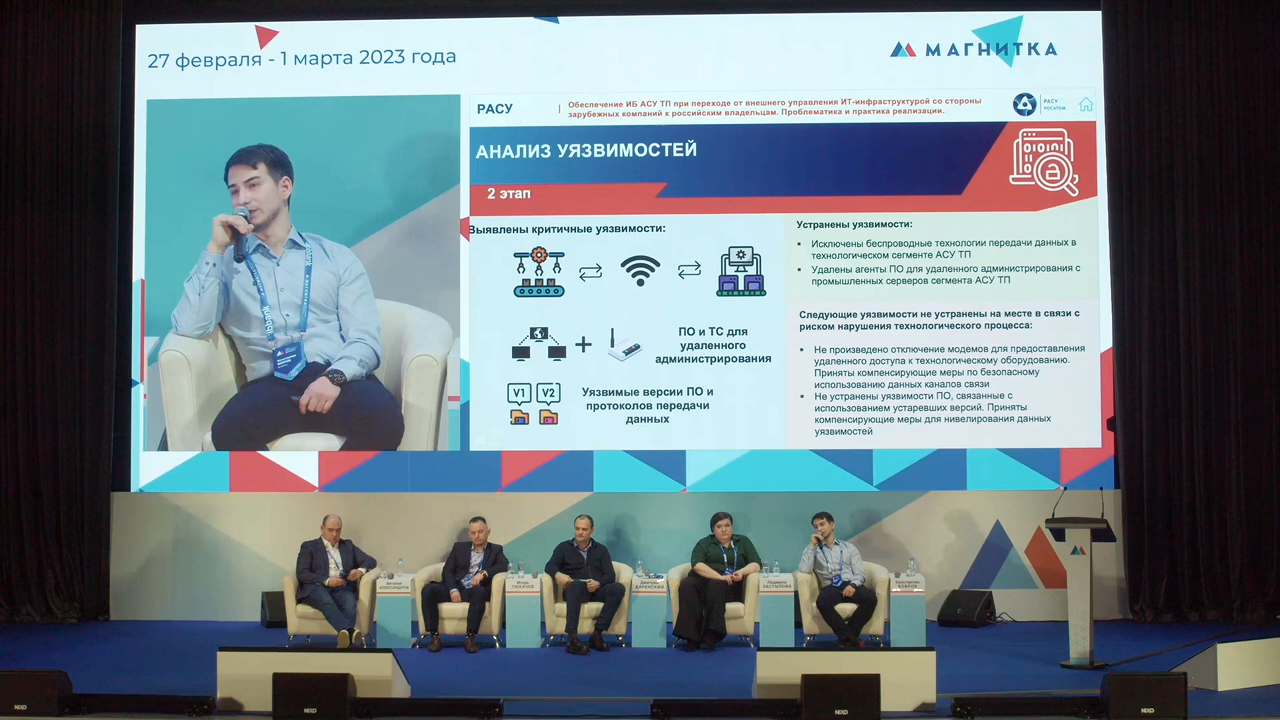 27 февраля - 1 марта 2023 года
МАГНИТКА
РАСУ
Обеспечение ИБ АСУ ТП при переходе от внешнего управления ИТ-инфраструктурой со стороны
зарубежных компаний к российским владельцам. Проблематика и практика реализации.
РАСУ
РОСАТОМ
АНАЛИЗ УЯЗВИМОСТЕЙ
2 этап
Выявлены критичные уязвимости:
ПО и ТС для
удаленного
администрирования
V1 V2
Уязвимые версии ПО и
протоколов передачи
данных
Устранены уязвимости:
Исключены беспроводные технологии передачи данных в
технологическом сегменте АСУ ТП
Удалены агенты ПО для удаленного администрирования с
промышленных серверов сегмента АСУ ТП
Следующие уязвимости не устранены на месте в связи с
риском нарушения технологического процесса:
Не произведено отключение модемов для предоставления
удаленного доступа к технологическому оборудованию.
Приняты компенсирующие меры по безопасному
использованию данных каналов связи
Не устранены уязвимости ПО, связанные с
использованием устаревших версий. Приняты
компенсирующие меры для нивелирования данных
уязвимостей
NEXO
NEXO
NEXO
NEXO